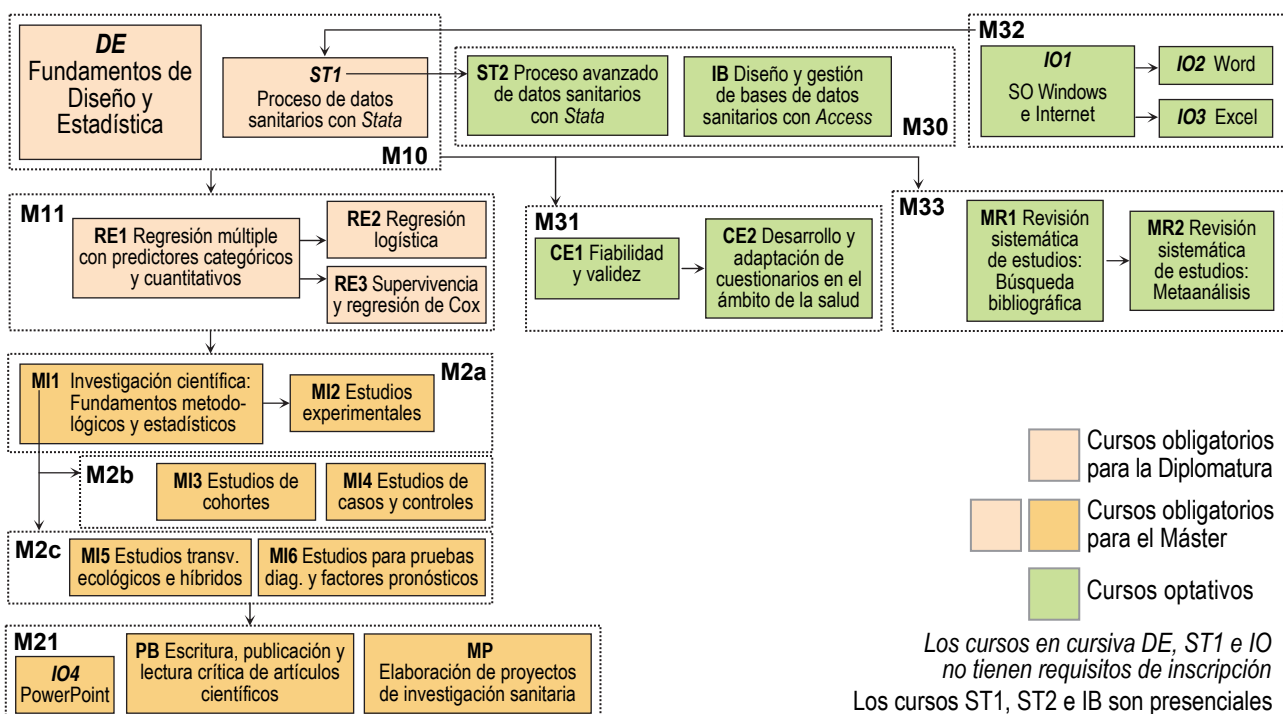 DE
Fundamentos de
Diseño y
Estadística
ST1
Proceso de datos
sanitarios con Stata
M10
ST2 Proceso avanzado
de datos sanitarios
con Stata
IB Diseño y gestión
de bases de datos
sanitarios con Access
M30
M32
IO1
SO Windows
e Internet
IO2 Word
IO3 Excel
M11
RE1 Regresión múltiple
con predictores categóricos
y cuantitativos
RE2 Regresión
logística
RE3 Supervivencia
y regresión de Cox
M31
CE1 Fiabilidad
y validez
CE2 Desarrollo y
adaptación de
cuestionarios en el
ámbito de la salud
M33
MR1 Revisión
sistemática
de estudios:
Búsqueda
bibliográfica
MR2 Revisión
sistemática
de estudios:
Metaanálisis
M2a
MI1 Investigación científica:
Fundamentos metodo-
lógicos y estadísticos
MI2 Estudios
experimentales
M2b
MI3 Estudios de
cohortes
MI4 Estudios de
casos y controles
M2c
MI5 Estudios transv.
ecológicos e híbridos
MI6 Estudios para pruebas
diag. y factores pronósticos
M21
IO4
PowerPoint
PB Escritura, publicación y
lectura crítica de artículos
científicos
MP
Elaboración de proyectos
de investigación sanitaria
Cursos obligatorios
para la Diplomatura
Cursos obligatorios
para el Máster
Cursos optativos
Los cursos en cursiva DE, ST1 e IO
no tienen requisitos de inscripción
Los cursos ST1, ST2 e IB son presenciales